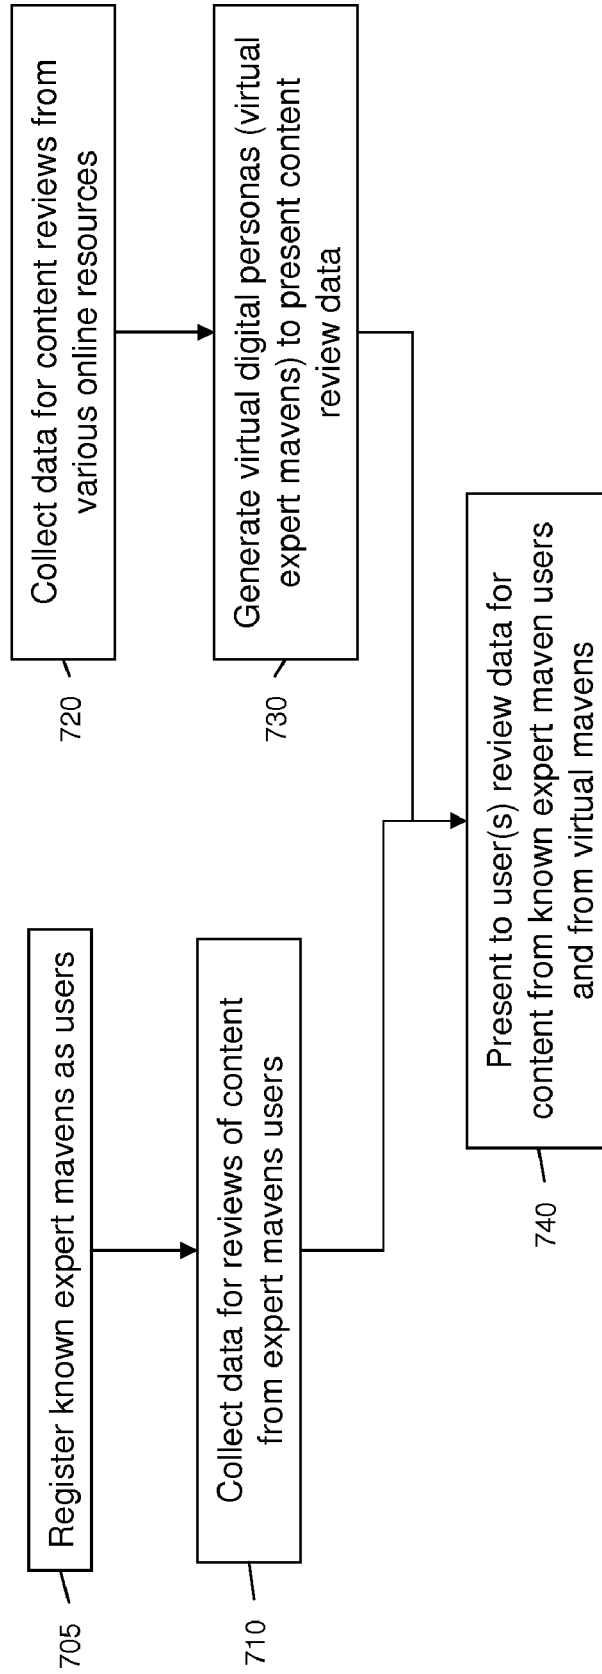 705
Register known expert mavens as users
710
Collect data for reviews of content
from expert mavens users
720
Collect data for content reviews from
various online resources
730
Generate virtual digital personas (virtual
expert mavens) to present content
review data
740
Present to user(s) review data for
content from known expert maven users
and from virtual mavens